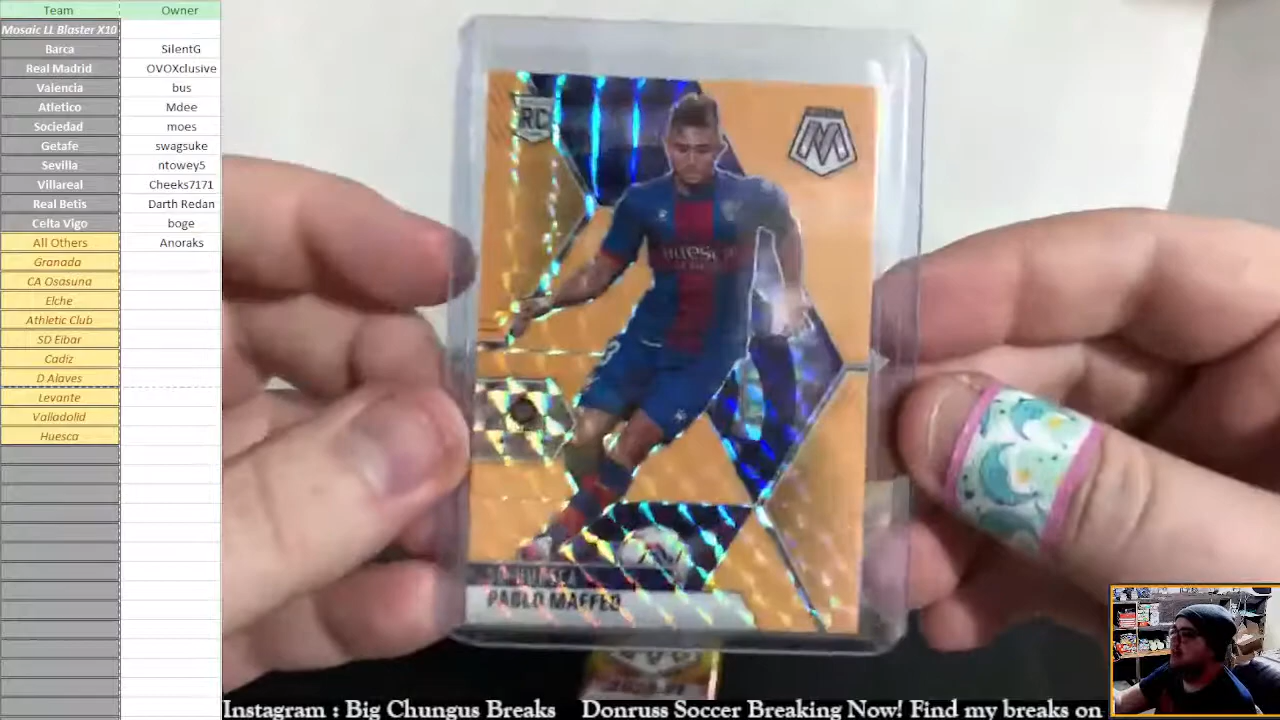 Team Owner
Mosaic LL Blaster X10
Barca SilentG
Real Madrid OVOXclusive
Valencia bus
Atletico Mdee
Sociedad moes
Getafe swagsuke
Sevilla ntowey5
Villareal Cheeks7171
Real Betis Darth Redan
Celta Vigo boge
All Others Anoraks
Granada
CA Osasuna
Elche
Athletic Club
SD Eibar
Cadiz
D Alaves
Levante
Valladolid
Huesca
RC
M
SD HUESCA
PABLO MAFFEO
Instagram : Big Chungus Breaks Donruss Soccer Breaking Now! Find my breaks on